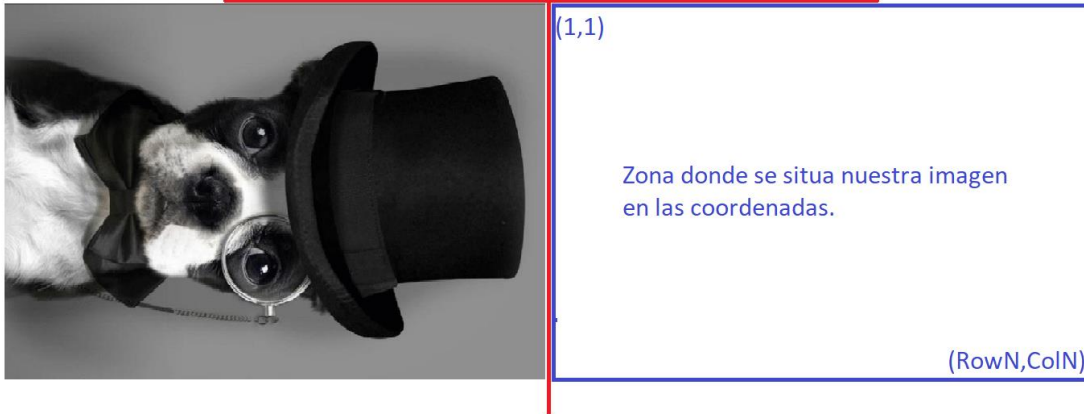 (1,1)
Zona donde se situa nuestra imagen
en las coordenadas.
(RowN,ColN)